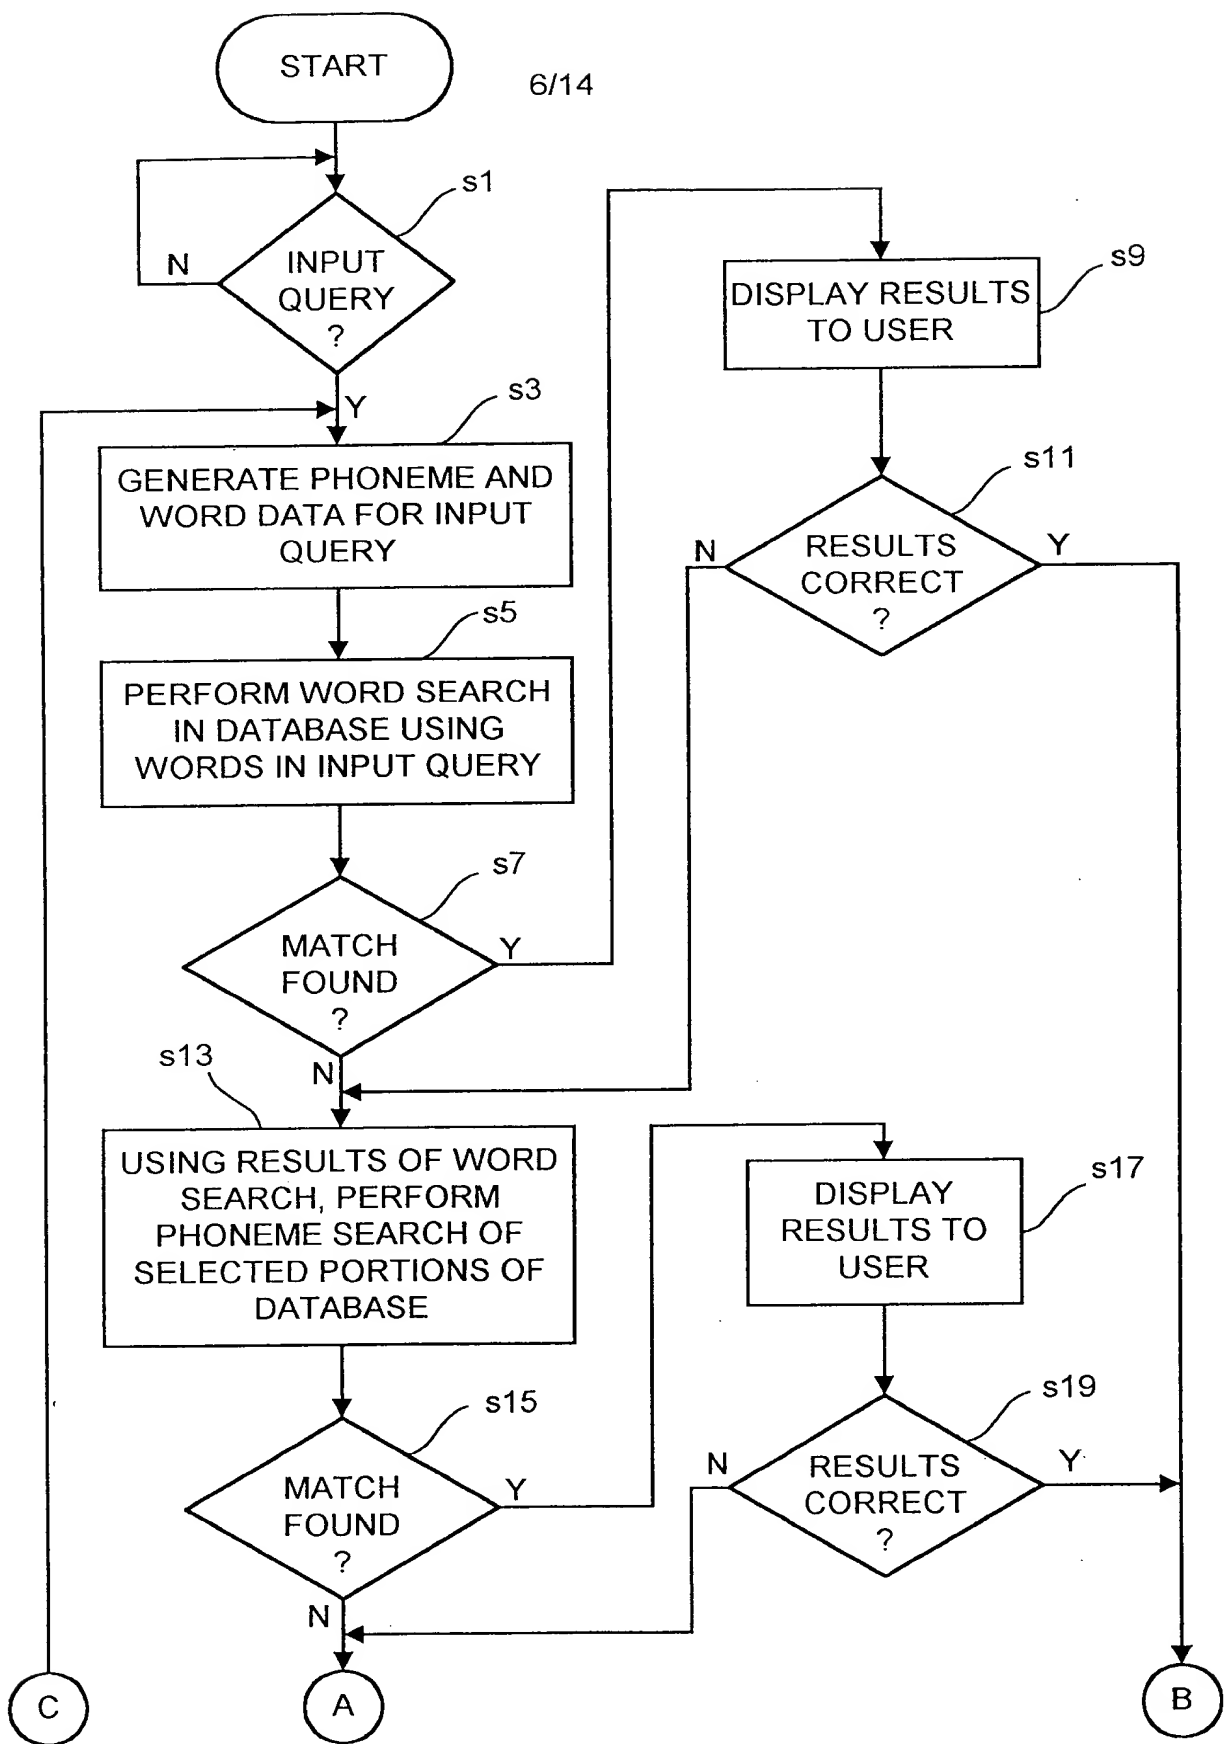 START
6/14
s1
N
INPUT
QUERY
?
Y
s3
GENERATE PHONEME AND
WORD DATA FOR INPUT
QUERY
s5
PERFORM WORD SEARCH
IN DATABASE USING
WORDS IN INPUT QUERY
s7
MATCH
FOUND
?
Y
N
s9
DISPLAY RESULTS
TO USER
s11
N
RESULTS
CORRECT
?
Y
s13
USING RESULTS OF WORD
SEARCH, PERFORM
PHONEME SEARCH OF
SELECTED PORTIONS OF
DATABASE
s15
MATCH
FOUND
?
Y
N
s17
DISPLAY
RESULTS TO
USER
s19
N
RESULTS
CORRECT
?
Y
C
A
B